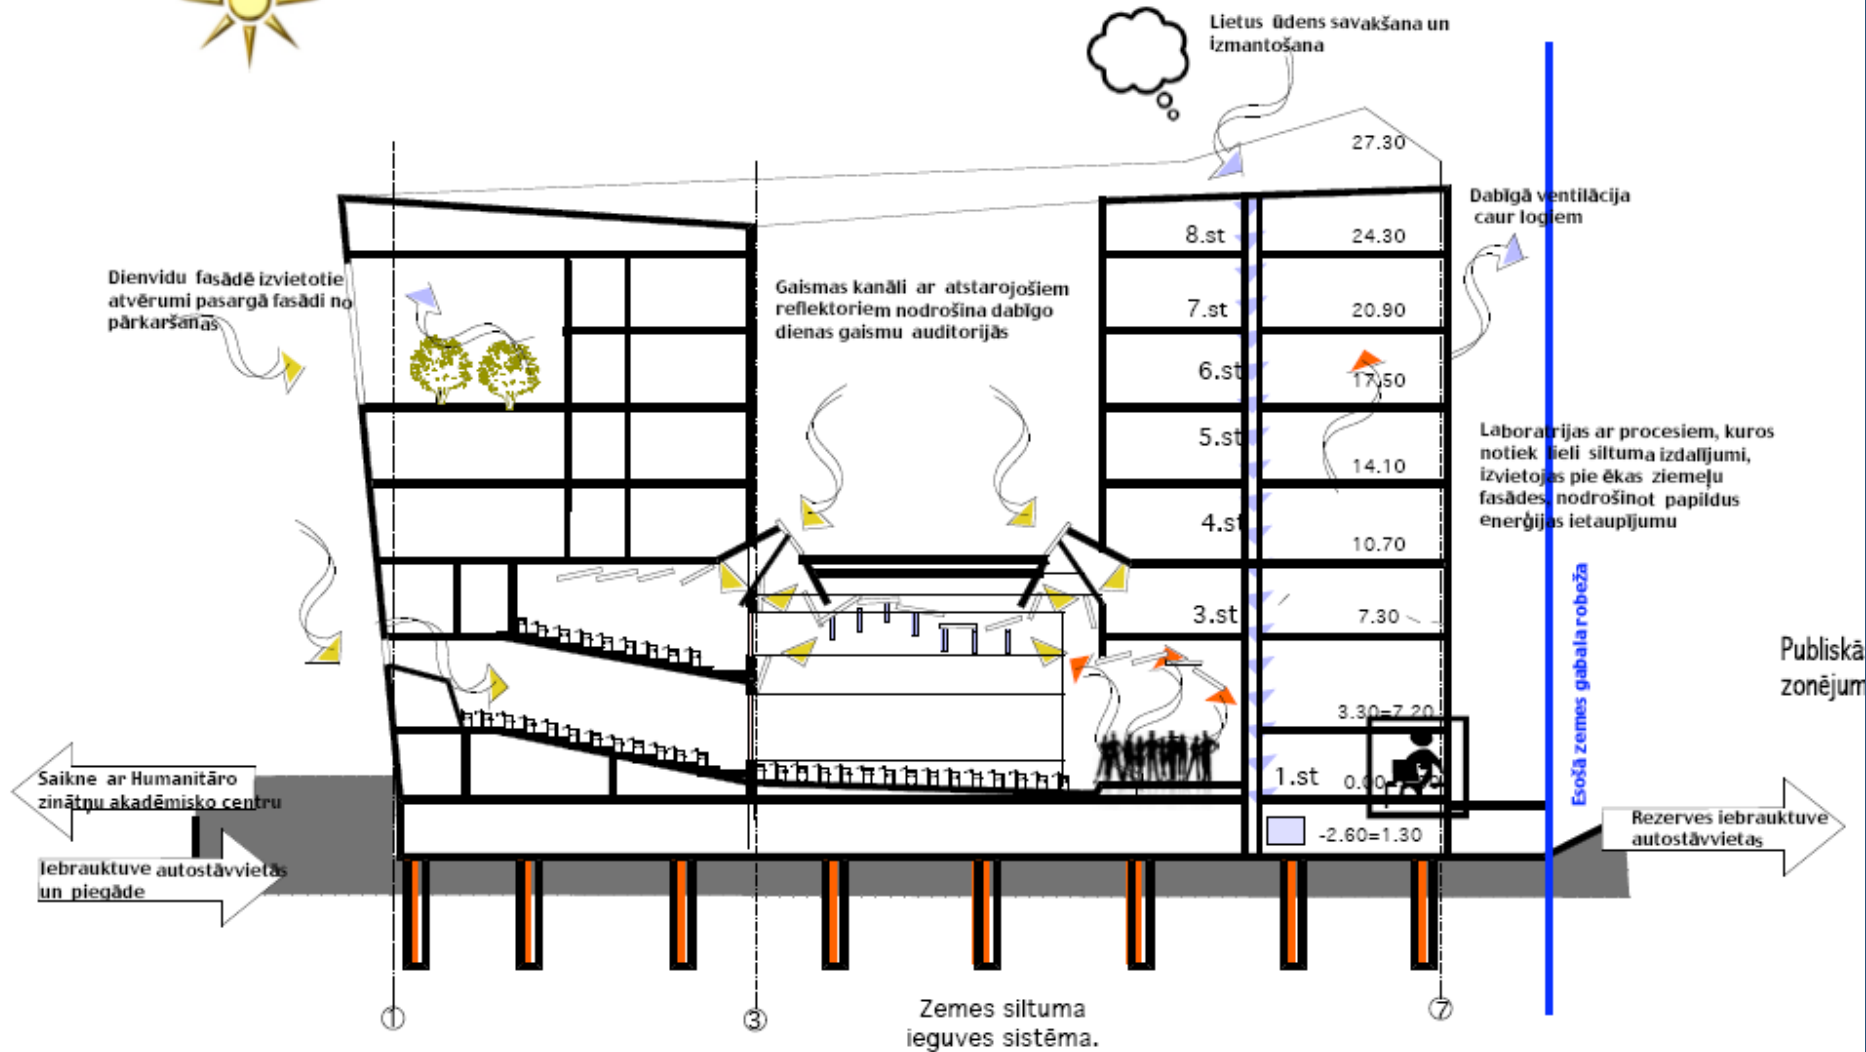 Lietus ūdens savakšana un
izmantošana
27.30
Dabīgā ventilācija
caur logiem
8.st
24.30
Dienvidu fasādē izvietotie
atvērumi pasargā fasādi no
pārkaršanas
Gaismas kanāli ar atstarojošiem
reflektoriem nodrošina dabīgo
dienas gaismu auditorijās
7.st
20.90
6.st
17.50
5.st
14.10
Laboratrijas ar procesiem, kuros
notiek lieli siltuma izdalījumi,
izvietojas pie ēkas ziemeļu
fasādes, nodrošinot papildus
enerģijas ietaupījumu
4.st
10.70
3.st
7.30
Esošā zemes gabala robeža
Publiskā
zonējum
3.30=7.20
1.st
0.00
-2.60=1.30
Saikne ar Humanitāro
zinātņu akadēmisko centru
Iebrauktuve autostāvvietās
un piegāde
Rezerves iebrauktuve
autostāvvietas
1
3
7
Zemes siltuma
ieguves sistēma.